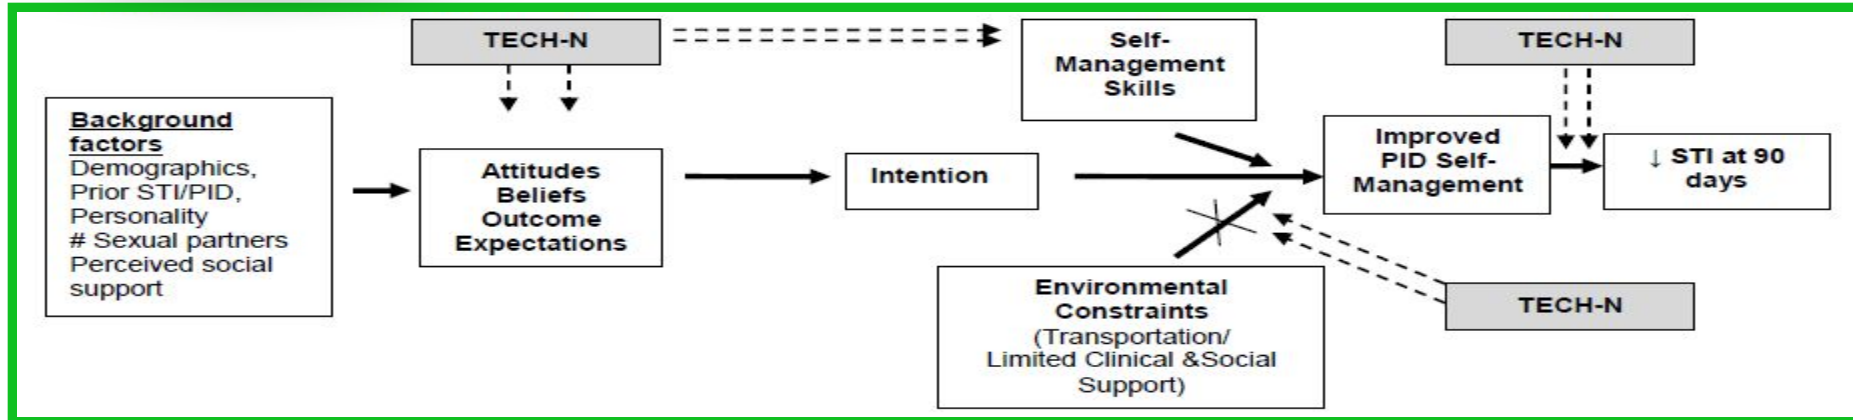 TECH-N
Self-
Management
Skills
TECH-N
Background
factors
Demographics,
Prior STI/PID,
Personality
# Sexual partners
Perceived social
support
Attitudes
Beliefs
Outcome
Expectations
Intention
Improved
PID Self-
Management
↓ STI at 90
days
Environmental
Constraints
(Transportation/
Limited Clinical &Social
Support)
TECH-N